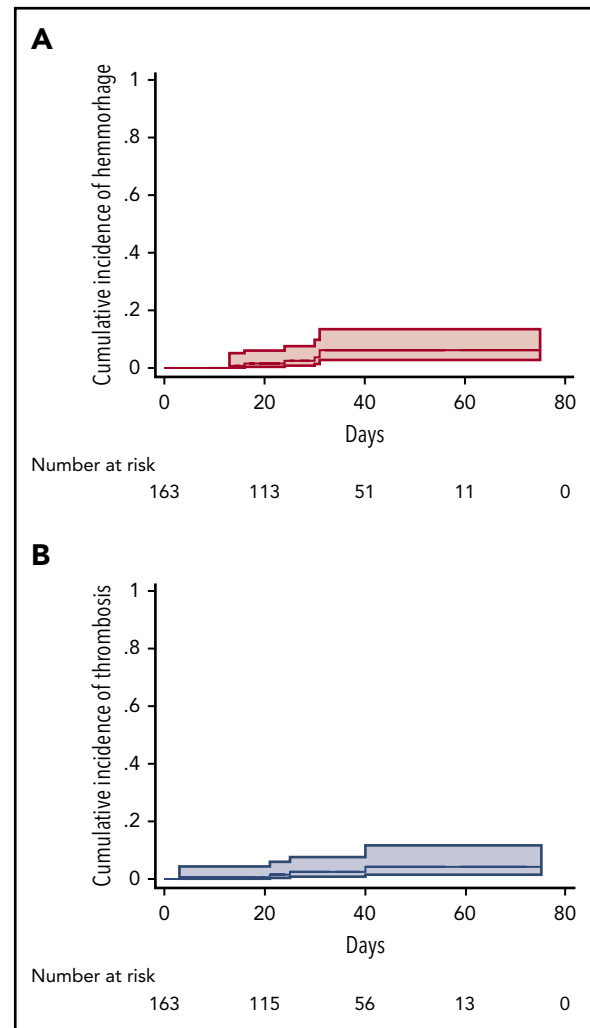 A
Cumulative incidence of hemmorhage
1
.8
.6
.4
.2
0
0 20 40 60 80
Days
Number at risk
163 113 51 11 0
B
Cumulative incidence of thrombosis
1
.8
.6
.4
.2
0
0 20 40 60 80
Days
Number at risk
163 115 56 13 0